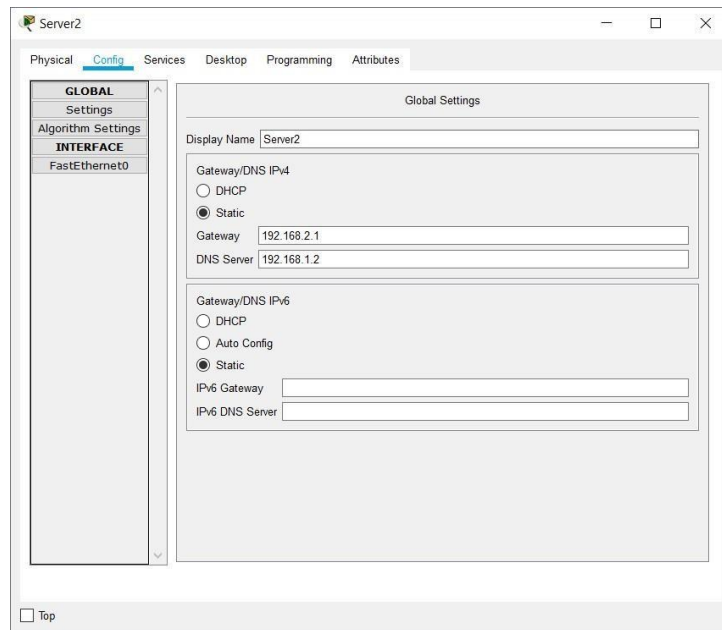 Server2
Physical Config Services Desktop Programming Attributes
GLOBAL
Settings
Algorithm Settings
INTERFACE
FastEthernet0
Global Settings
Display Name Server2
Gateway/DNS IPv4
DHCP
Static
Gateway 192.168.2.1
DNS Server 192.168.1.2
Gateway/DNS IPv6
DHCP
Auto Config
Static
IPv6 Gateway
IPv6 DNS Server
Top